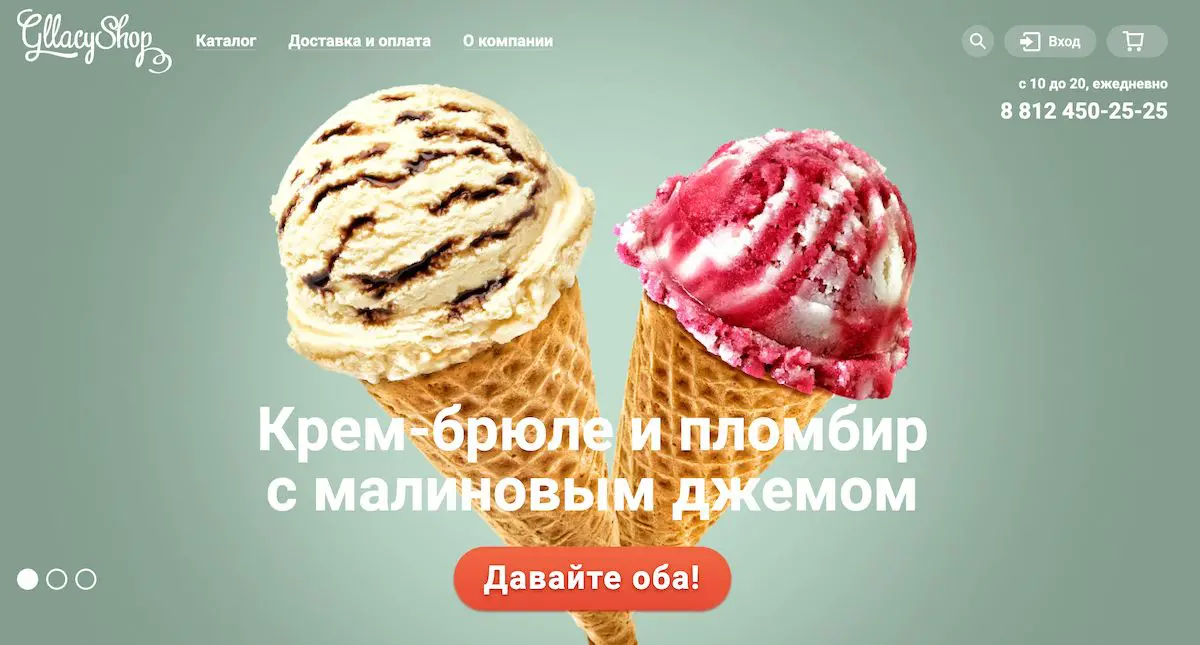 GllacyShop
Каталог
Доставка и оплата
О компании
Вход
с 10 до 20, ежедневно
8 812 450-25-25
Крем-брюле и пломбир
с малиновым джемом
Давайте оба!